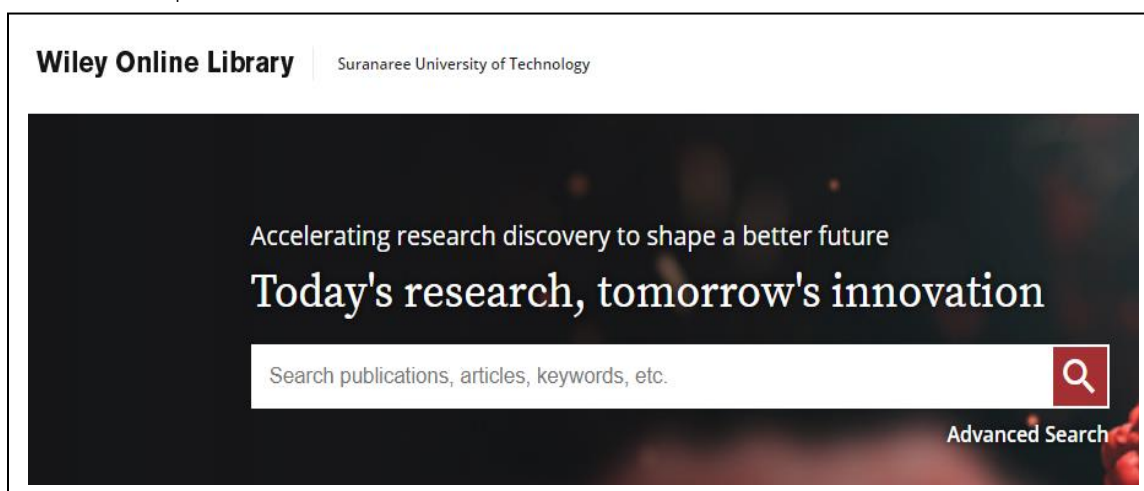 Wiley Online Library
Suranaree University of Technology
Accelerating research discovery to shape a better future
Today's research, tomorrow's innovation
Search publications, articles, keywords, etc.
Advanced Search